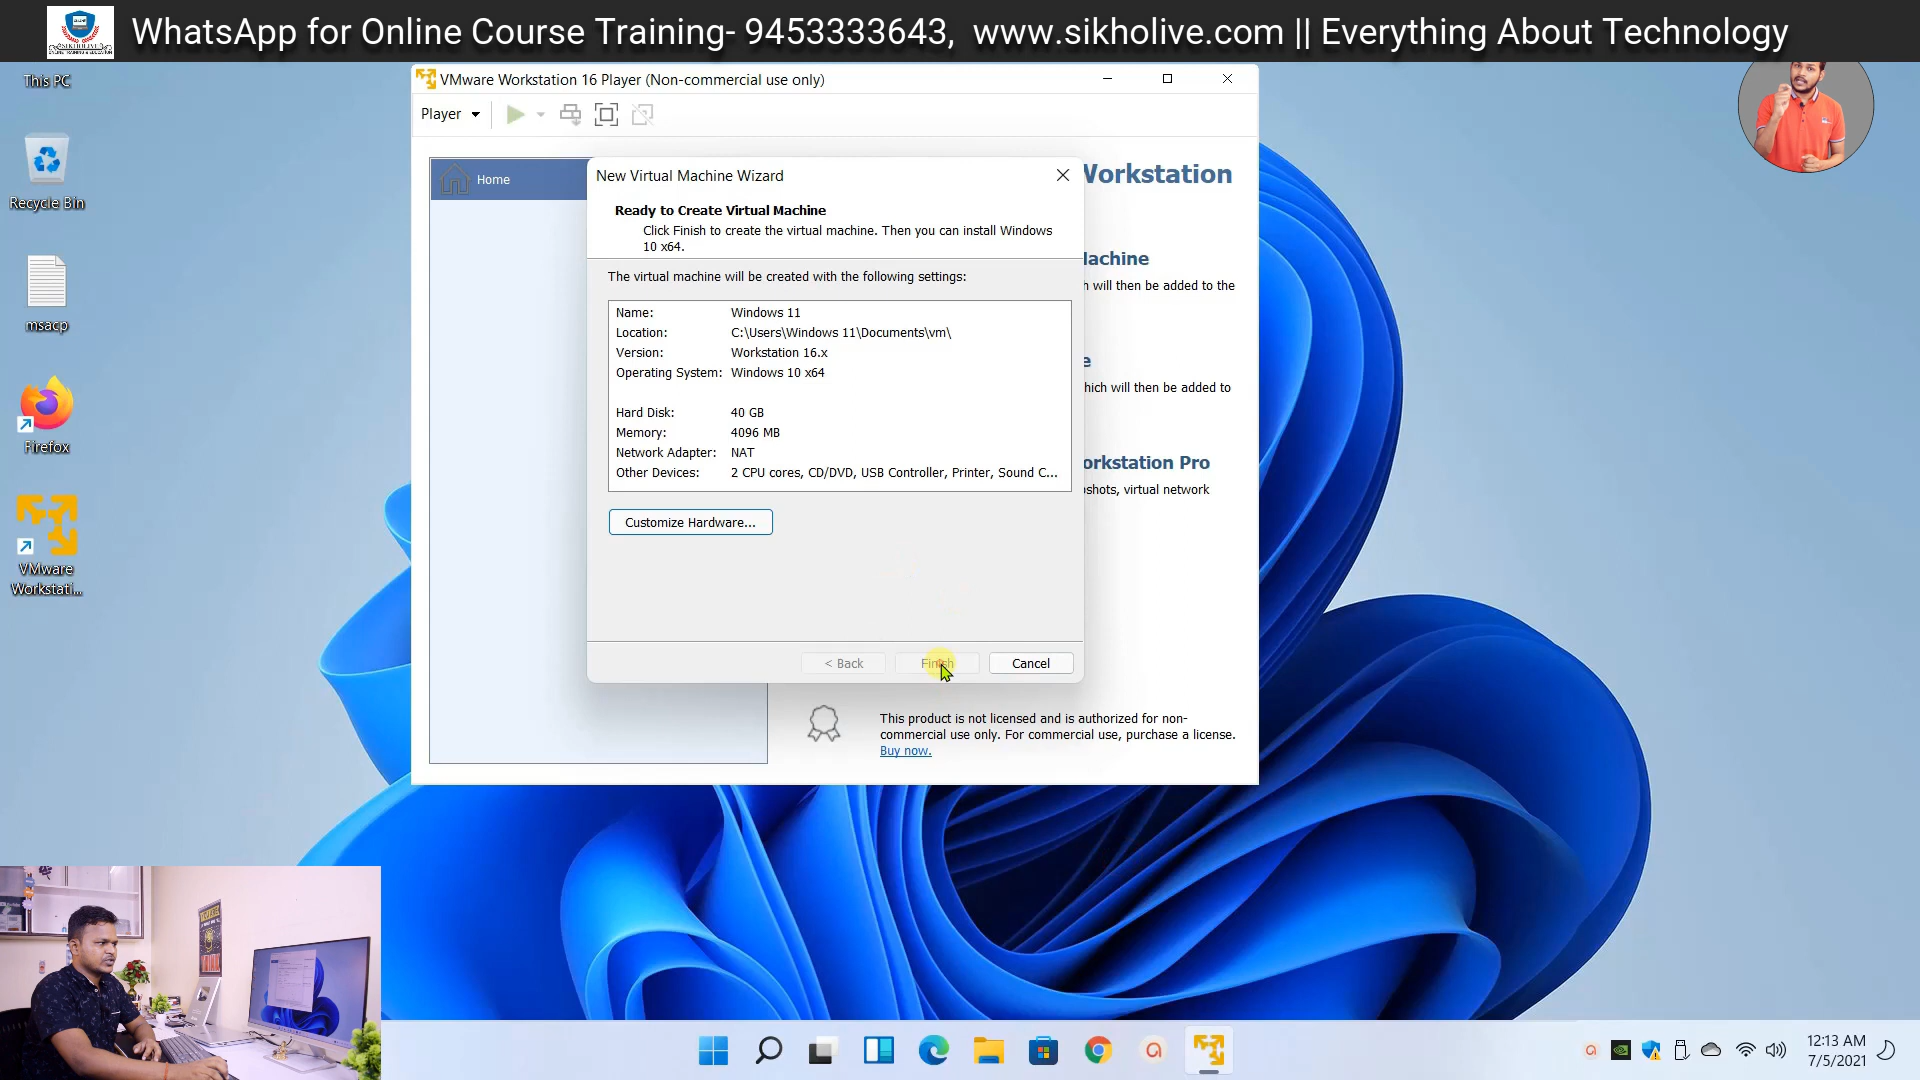 WhatsApp for Online Course Training- 9453333643, www.sikholive.com || Everything About Technology
SIKHOLIVE
This PC
Recycle Bin
msacp
Firefox
VMware
Workstati...
VMware Workstation 16 Player (Non-commercial use only)
Player
Home
Workstation
New Virtual Machine Wizard
Ready to Create Virtual Machine
Click Finish to create the virtual machine. Then you can install Windows
10 x64.
The virtual machine will be created with the following settings:
Name: Windows 11
Location: C:\Users\Windows 11\Documents\vm\
Version: Workstation 16.x
Operating System: Windows 10 x64
Hard Disk: 40 GB
Memory: 4096 MB
Network Adapter: NAT
Other Devices: 2 CPU cores, CD/DVD, USB Controller, Printer, Sound C...
Customize Hardware...
< Back
Finish
Cancel
achine
h will then be added to the
e
hich will then be added to
orkstation Pro
shots, virtual network
This product is not licensed and is authorized for non-
commercial use only. For commercial use, purchase a license.
Buy now.
12:13 AM
7/5/2021